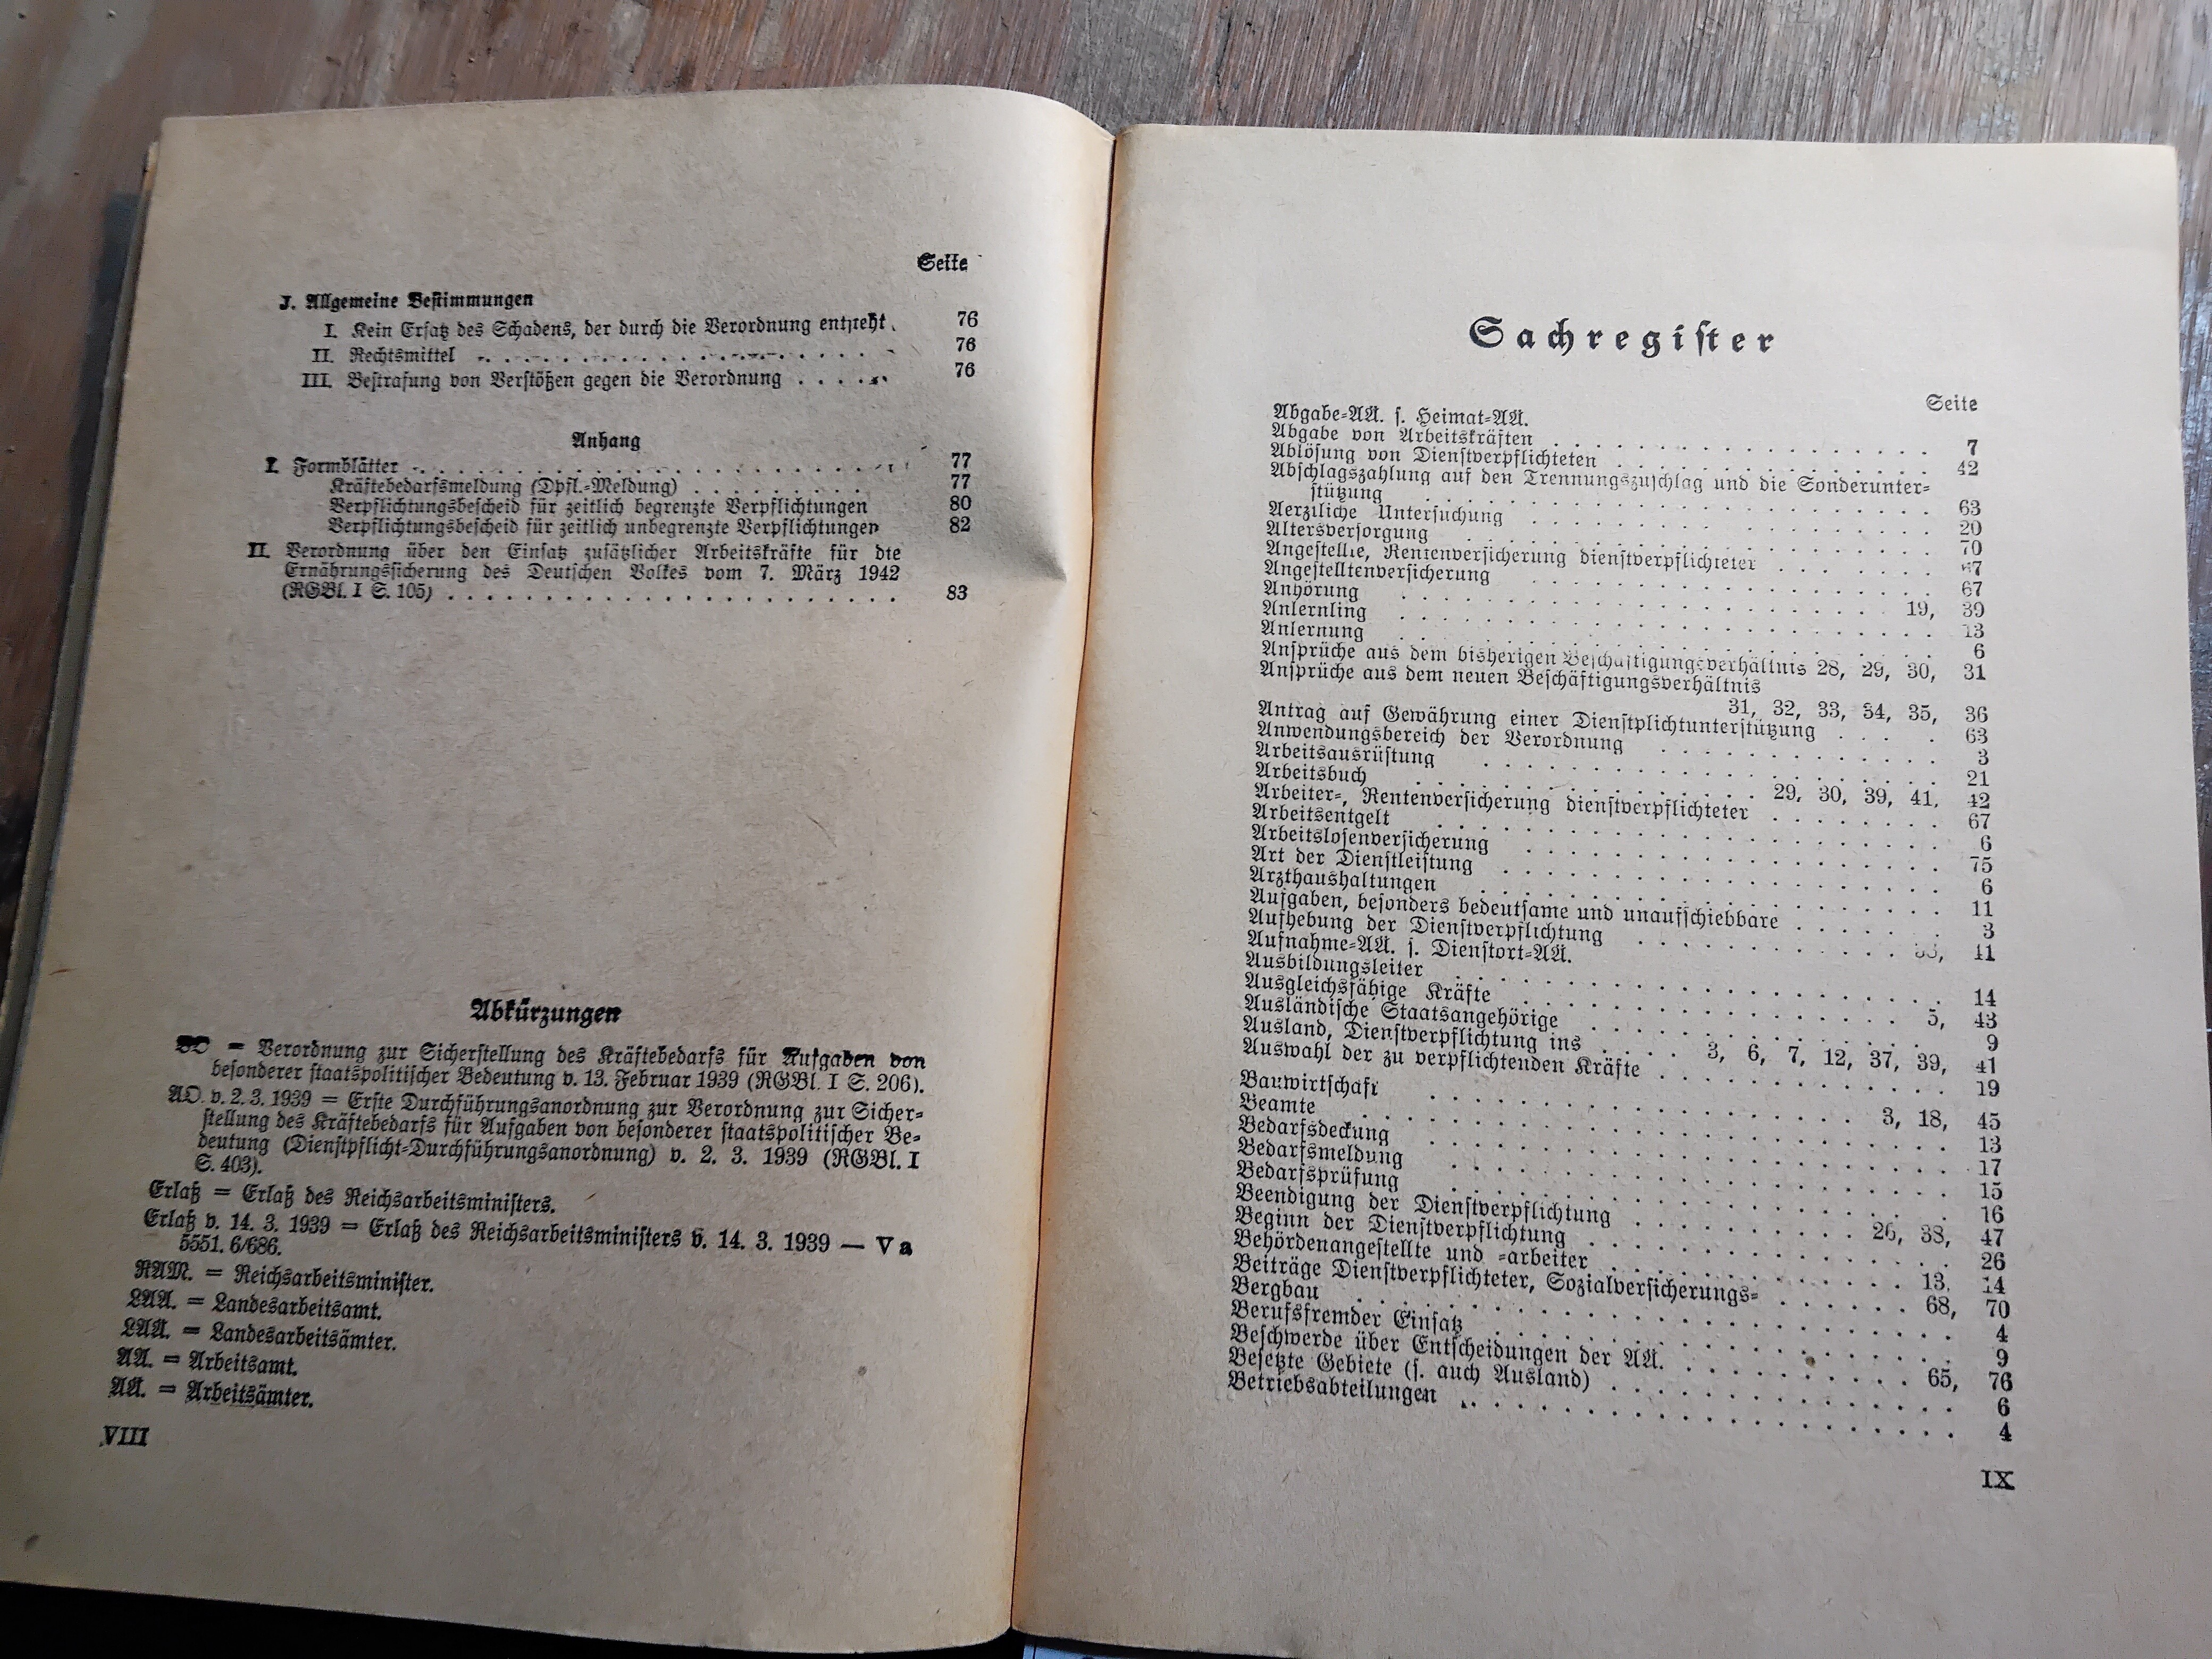 Seite
J. Allgemeine Bestimmungen
I. Kein Ersatz des Schadens, der durch die Verordnung entsteht . 76
II. Rechtsmittel . . . . . . . . . . . . . . . . 76
III. Bestrafung von Verstößen gegen die Verordnung . . . . . 76
Anhang
I. Formblätter . . . . . . . . . . . . . . . . . . . . 77
Kräftebedarfsmeldung (Dpfl.-Meldung) . . . . . . . . 77
Verpflichtungsbescheid für zeitlich begrenzte Verpflichtungen 80
Verpflichtungsbescheid für zeitlich unbegrenzte Verpflichtungen 82
II. Verordnung über den Einsatz zusätzlicher Arbeitskräfte für die
Ernährungssicherung des Deutschen Volkes vom 7. März 1942
(RGBl. I S. 105) . . . . . . . . . . . . . . . . . . . . 83
Abkürzungen
= Verordnung zur Sicherstellung des Kräftebedarfs für Aufgaben von
besonderer staatspolitischer Bedeutung v. 13. Februar 1939 (RGBl. I S. 206).
AO. v. 2. 3. 1939 = Erste Durchführungsanordnung zur Verordnung zur Sicher-
stellung des Kräftebedarfs für Aufgaben von besonderer staatspolitischer Be-
deutung (Dienstpflicht-Durchführungsanordnung) v. 2. 3. 1939 (RGBl. I
S. 403).
Erlaß = Erlaß des Reichsarbeitsministers.
Erlaß v. 14. 3. 1939 = Erlaß des Reichsarbeitsministers v. 14. 3. 1939 — Va
5551. 6/686.
RAM. = Reichsarbeitsminister.
LAA. = Landesarbeitsamt.
LAÄ. = Landesarbeitsämter.
AA. = Arbeitsamt.
AÄ. = Arbeitsämter.
VIII
Sachregister
Seite
Abgabe-AÄ. s. Heimat-AÄ.
Abgabe von Arbeitskräften . . . . . . . . . . . . . . . 7
Ablösung von Dienstverpflichteten . . . . . . . . . . . . 42
Abschlagszahlung auf den Trennungszuschlag und die Sonderunter-
stützung . . . . . . . . . . . . . . . . . . . . 63
Aerztliche Untersuchung . . . . . . . . . . . . . . . . 20
Altersversorgung . . . . . . . . . . . . . . . . . . 70
Angestellte, Rentenversicherung dienstverpflichteter . . . . . . .
Angestelltenversicherung . . . . . . . . . . . . . . . . 67
Anhörung . . . . . . . . . . . . . . . . . . . 19, 39
Anlernling . . . . . . . . . . . . . . . . . . . . 13
Anlernung . . . . . . . . . . . . . . . . . . . . 6
Ansprüche aus dem bisherigen Beschäftigungsverhältnis 28, 29, 30, 31
Ansprüche aus dem neuen Beschäftigungsverhältnis
31, 32, 33, 34, 35, 36
Antrag auf Gewährung einer Dienstplichtunterstützung . . . . 63
Anwendungsbereich der Verordnung . . . . . . . . . . . 3
Arbeitsausrüstung . . . . . . . . . . . . . . . . . . 21
Arbeitsbuch . . . . . . . . . . . . . 29, 30, 39, 41, 42
Arbeiter-, Rentenversicherung dienstverpflichteter . . . . . . . . 67
Arbeitsentgelt . . . . . . . . . . . . . . . . . . . 6
Arbeitslosenversicherung . . . . . . . . . . . . . . . . 75
Art der Dienstleistung . . . . . . . . . . . . . . . . . 6
Arzthaushaltungen . . . . . . . . . . . . . . . . . . 11
Aufgaben, besonders bedeutsame und unaufschiebbare . . . . . . 3
Aufhebung der Dienstverpflichtung . . . . . . . . . . 41
Aufnahme-AÄ. s. Dienstort-AÄ.
Ausbildungsleiter . . . . . . . . . . . . . . . . . . 14
Ausgleichsfähige Kräfte . . . . . . . . . . . . . . 5, 43
Ausländische Staatsangehörige . . . . . . . . . . . . . 9
Ausland, Dienstverpflichtung ins . . . . 3, 6, 7, 12, 37, 39, 41
Auswahl der zu verpflichtenden Kräfte . . . . . . . . . . . 19
Bauwirtschaft . . . . . . . . . . . . . . . . 3, 18, 45
Beamte . . . . . . . . . . . . . . . . . . . . . 13
Bedarfsdeckung . . . . . . . . . . . . . . . . . . . 17
Bedarfsmeldung . . . . . . . . . . . . . . . . . . . 15
Bedarfsprüfung . . . . . . . . . . . . . . . . . . . 16
Beendigung der Dienstverpflichtung . . . . . . . . 26, 38, 47
Beginn der Dienstverpflichtung . . . . . . . . . . . . . . 26
Behördenangestellte und -arbeiter . . . . . . . . . . . 13, 14
Beiträge Dienstverpflichteter, Sozialversicherungs- . . . . . . 68, 70
Bergbau . . . . . . . . . . . . . . . . . . . . . 4
Berufsfremder Einsatz . . . . . . . . . . . . . . . . . 9
Beschwerde über Entscheidungen der AÄ. . . . . . . . . 65, 76
Besetzte Gebiete (s. auch Ausland) . . . . . . . . . . . . . 6
Betriebsabteilungen . . . . . . . . . . . . . . . . . . 4
IX